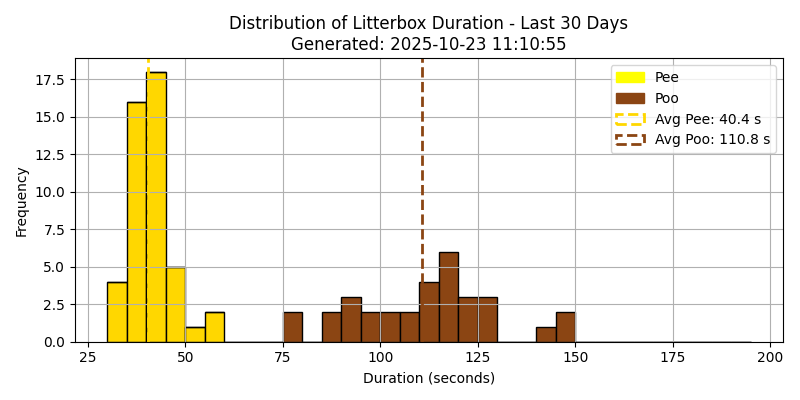 Distribution of Litterbox Duration - Last 30 Days
Generated: 2025-10-23 11:10:55
Pee
Poo
Avg Pee: 40.4 s
Avg Poo: 110.8 s
Frequency
17.5
15.0
12.5
10.0
7.5
5.0
2.5
0.0
25 50 75 100 125 150 175 200
Duration (seconds)